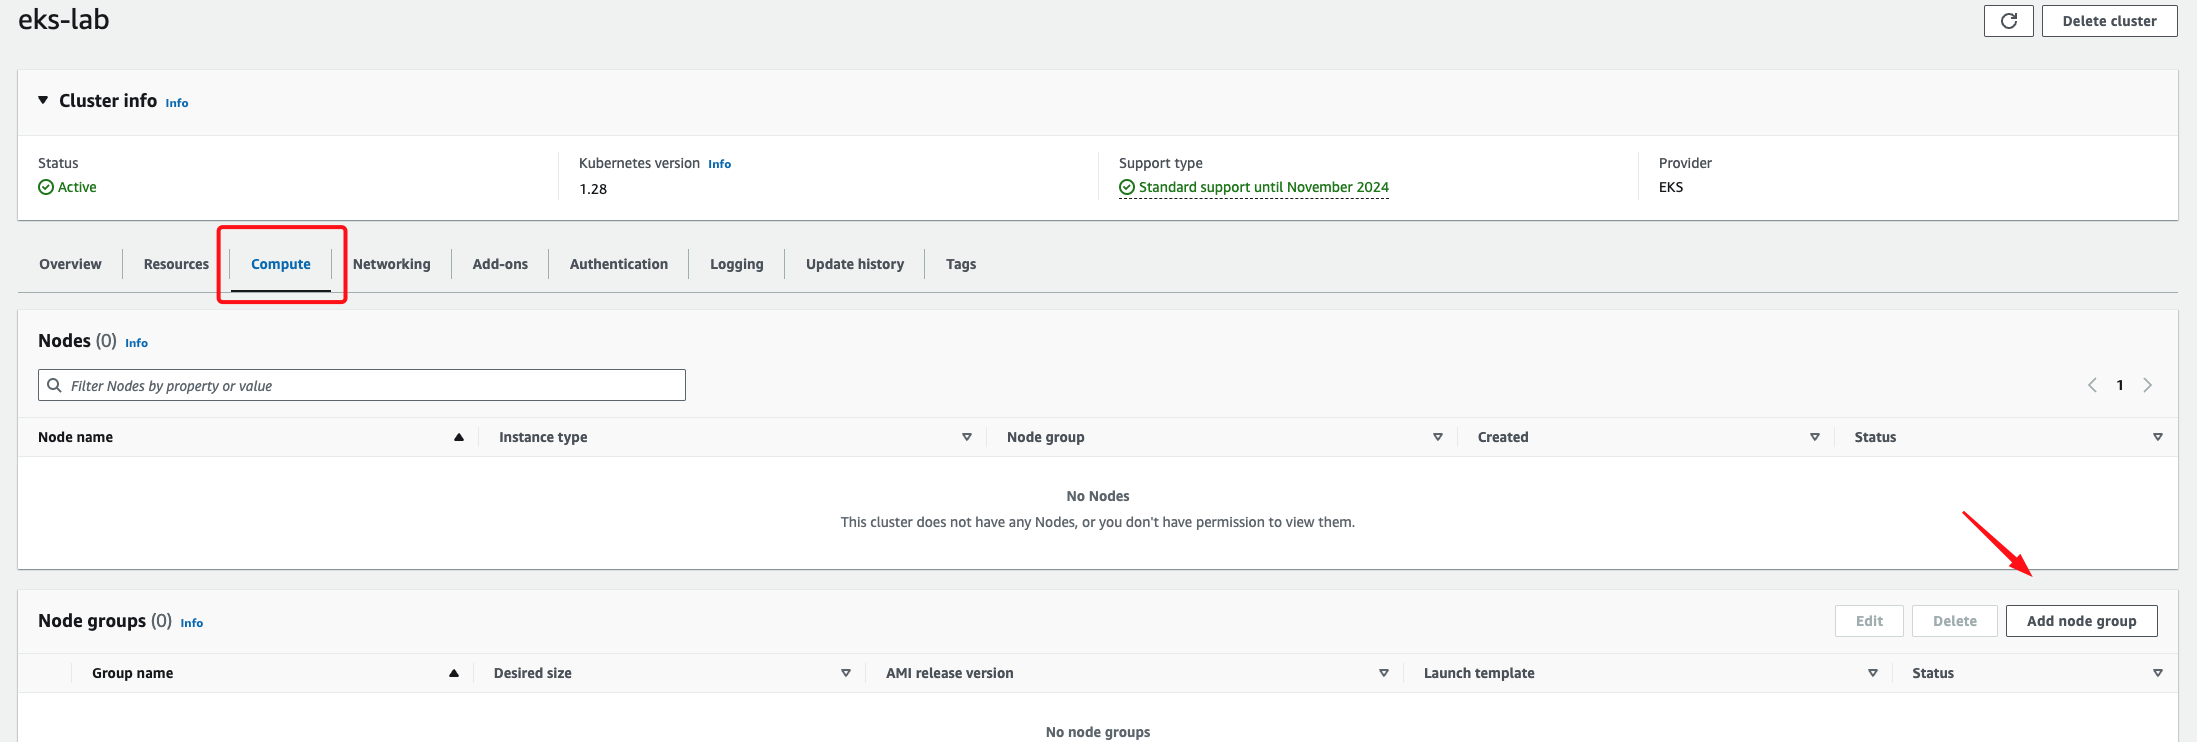 eks-lab
Delete cluster
Cluster info Info
Status
Active
Kubernetes version Info
1.28
Support type
Standard support until November 2024
Provider
EKS
Overview Resources Compute Networking Add-ons Authentication Logging Update history Tags
Nodes (0) Info
Filter Nodes by property or value
1
Node name Instance type Node group Created Status
No Nodes
This cluster does not have any Nodes, or you don't have permission to view them.
Node groups (0) Info
Edit Delete Add node group
Group name Desired size AMI release version Launch template Status
No node groups